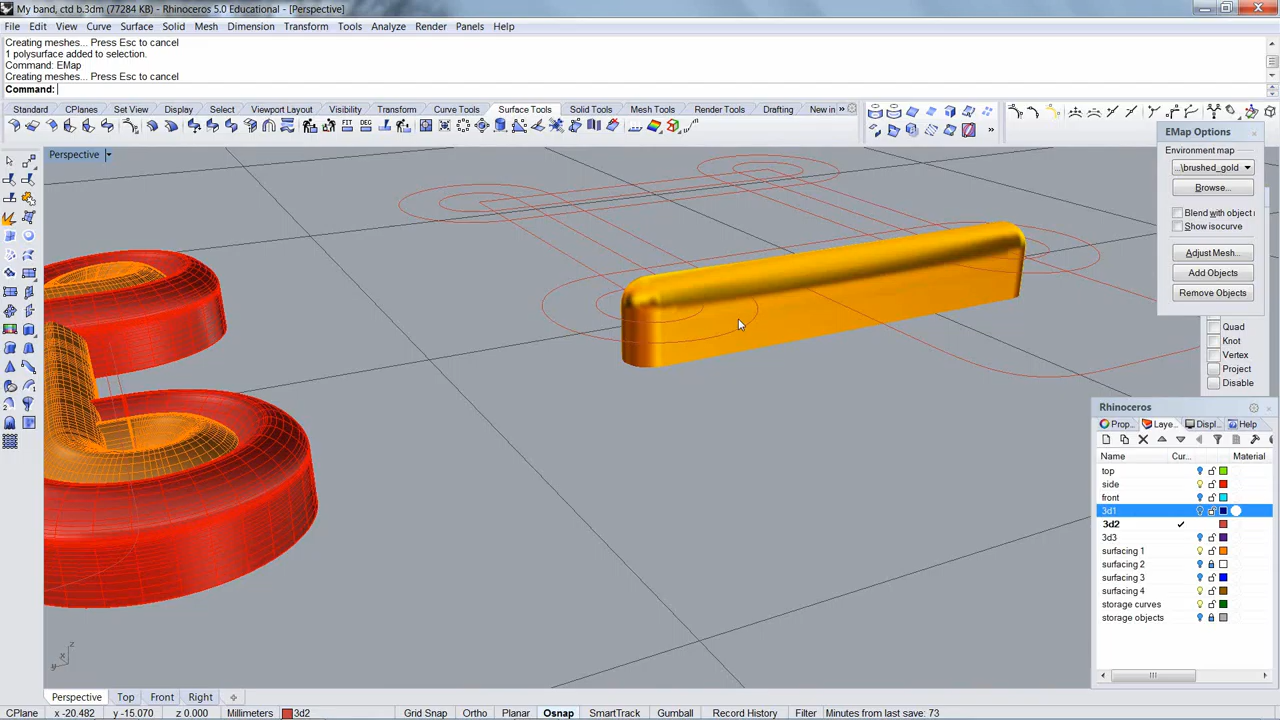 My band, ctd b.3dm (77284 KB) - Rhinoceros 5.0 Educational - [Perspective]
File Edit View Curve Surface Solid Mesh Dimension Transform Tools Analyze Render Panels Help
Creating meshes... Press Esc to cancel
1 polysurface added to selection.
Command: EMap
Creating meshes... Press Esc to cancel
Command:
Standard CPlanes Set View Display Select Viewport Layout Visibility Transform Curve Tools Surface Tools Solid Tools Mesh Tools Render Tools Drafting New in
FIT DEG
Perspective
EMap Options
Environment map
...\brushed_gold
Browse...
Blend with object r
Show isocurve
Adjust Mesh...
Add Objects
Remove Objects
Quad
Knot
Vertex
Project
Disable
Rhinoceros
Prop... Laye... Displ... Help
Name Cur... Material
top
side
front
3d1
3d2
3d3
surfacing 1
surfacing 2
surfacing 3
surfacing 4
storage curves
storage objects
z
x
y
Perspective Top Front Right
CPlane x -20.482 y -15.070 z 0.000 Millimeters 3d2 Grid Snap Ortho Planar Osnap SmartTrack Gumball Record History Filter Minutes from last save: 73